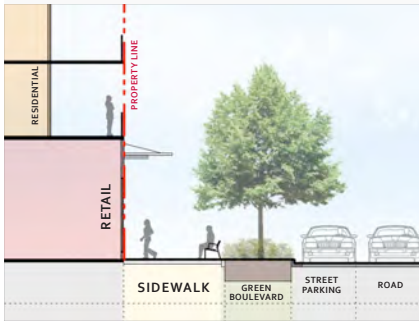 RESIDENTIAL
PROPERTY LINE
RETAIL
SIDEWALK
GREEN
BOULEVARD
STREET
PARKING
ROAD